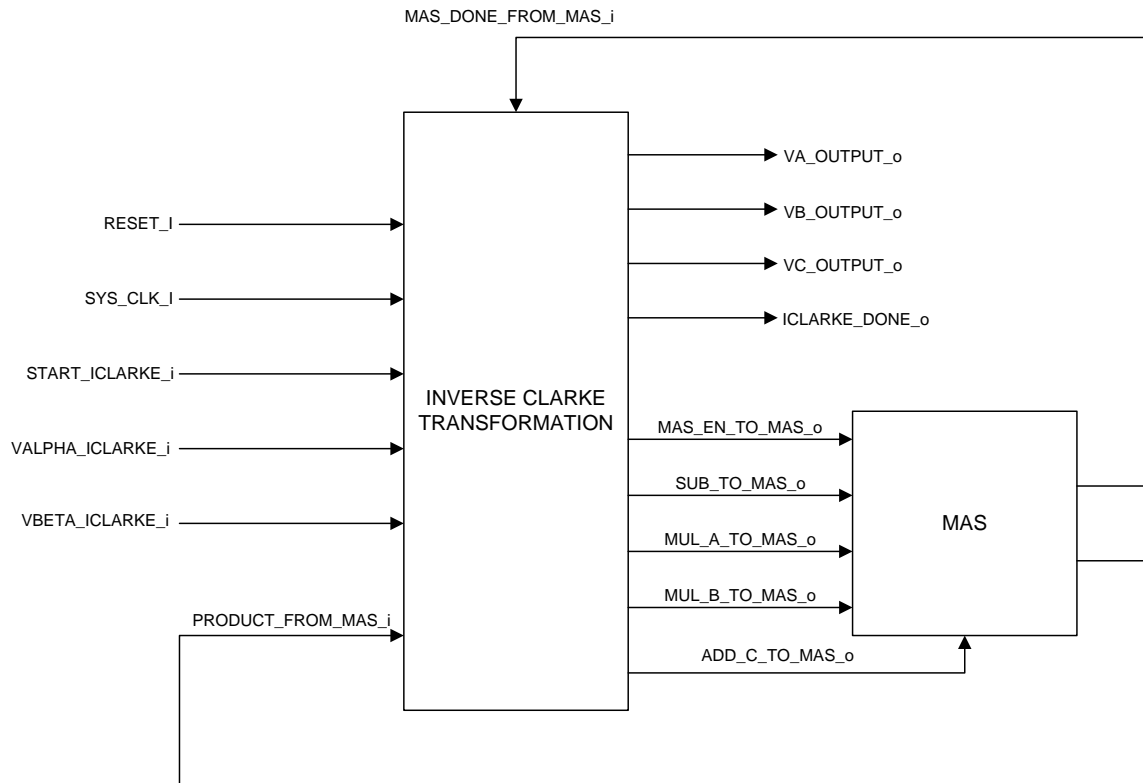 MAS_DONE_FROM_MAS_i
VA_OUTPUT_o
VB_OUTPUT_o
VC_OUTPUT_o
ICLARKE_DONE_o
RESET_I
SYS_CLK_I
START_ICLARKE_i
VALPHA_ICLARKE_i
VBETA_ICLARKE_i
PRODUCT_FROM_MAS_i
INVERSE CLARKE
TRANSFORMATION
MAS_EN_TO_MAS_o
SUB_TO_MAS_o
MUL_A_TO_MAS_o
MUL_B_TO_MAS_o
ADD_C_TO_MAS_o
MAS